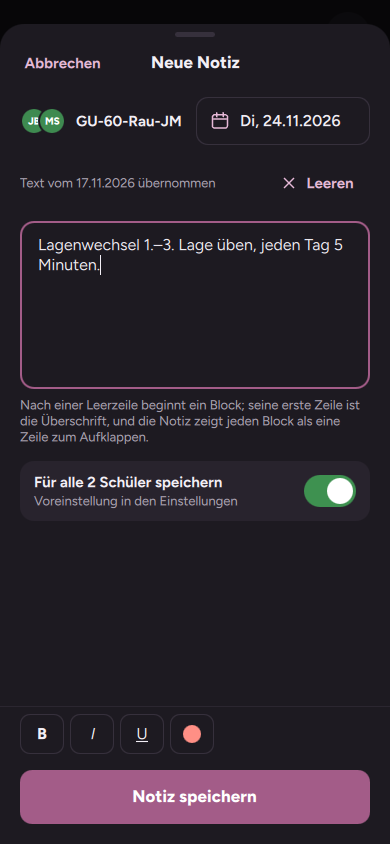 Abbrechen
Neue Notiz
JE MS GU-60-Rau-JM
Di, 24.11.2026
Text vom 17.11.2026 übernommen
Leeren
Lagenwechsel 1.–3. Lage üben, jeden Tag 5
Minuten.
Nach einer Leerzeile beginnt ein Block; seine erste Zeile ist
die Überschrift, und die Notiz zeigt jeden Block als eine
Zeile zum Aufklappen.
Für alle 2 Schüler speichern
Voreinstellung in den Einstellungen
B I U
Notiz speichern